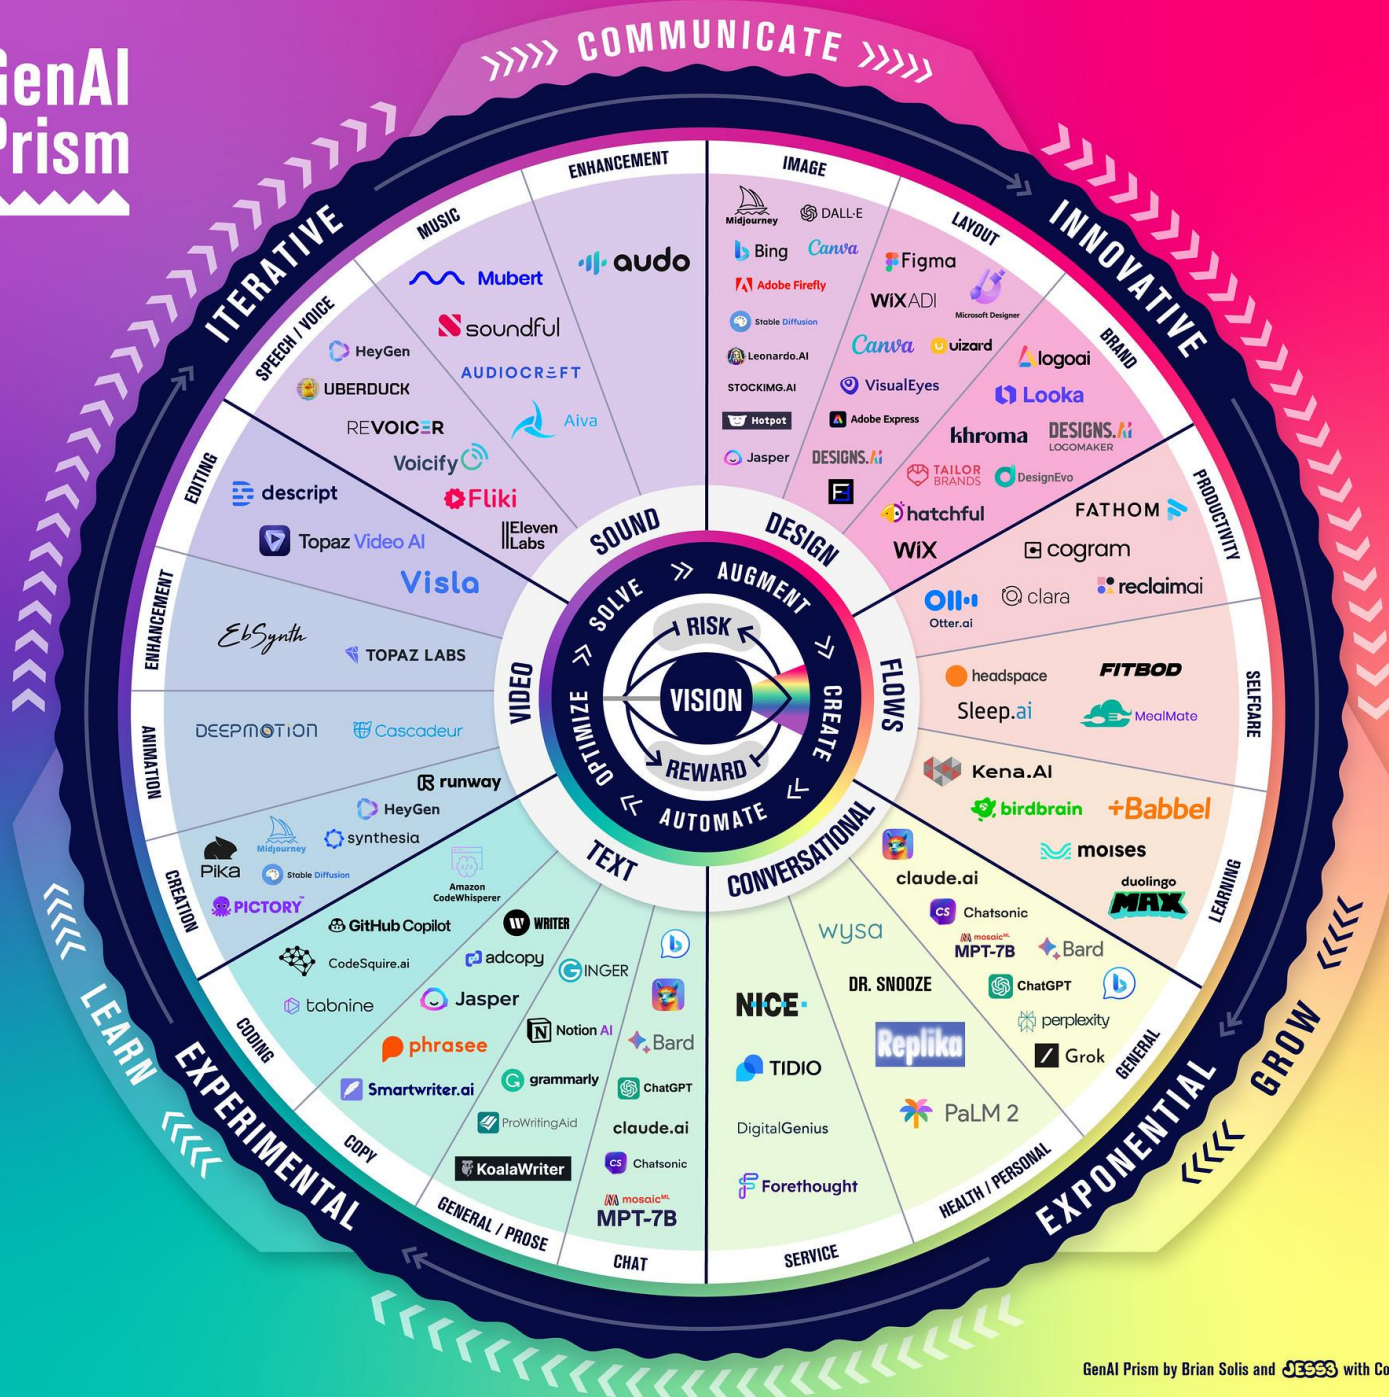 GenAI
Prism
COMMUNICATE
ITERATIVE
INNOVATIVE
EXPONENTIAL
EXPERIMENTAL
LEARN
GROW
ENHANCEMENT
audo
MUSIC
Mubert
soundful
AUDIOCRAFT
Aiva
SPEECH / VOICE
HeyGen
UBERDUCK
REVOICER
Voicify
Fliki
IIEleven
IILabs
SOUND
IMAGE
Midjourney
DALL·E
Bing
Canva
Adobe Firefly
Stable Diffusion
Leonardo.AI
STOCKIMG.AI
Hotpot
Jasper
LAYOUT
Figma
WiX ADI
Microsoft Designer
Canva
uizard
VisualEyes
Adobe Express
DESIGNS.Ai
BRAND
logoai
Looka
khroma
DESIGNS.Ai
LOGOMAKER
TAILOR
BRANDS
DesignEvo
hatchful
WiX
DESIGN
PRODUCTIVITY
FATHOM
cogram
Otter.ai
clara
reclaimai
SELFCARE
headspace
FITBOD
Sleep.ai
MealMate
LEARNING
Kena.AI
birdbrain
+Babbel
moises
duolingo
MAX
FLOWS
GENERAL
claude.ai
CS Chatsonic
mosaicML
MPT-7B
Bard
ChatGPT
perplexity
Grok
HEALTH / PERSONAL
wysa
DR. SNOOZE
Replika
PaLM 2
SERVICE
NICE
TIDIO
DigitalGenius
Forethought
CONVERSATIONAL
CHAT
Bard
ChatGPT
claude.ai
CS Chatsonic
mosaicML
MPT-7B
GENERAL / PROSE
GINGER
Notion AI
grammarly
ProWritingAid
KoalaWriter
COPY
WRITER
adcopy
Jasper
phrasee
Smartwriter.ai
CODING
Amazon
CodeWhisperer
GitHub Copilot
CodeSquire.ai
tabnine
TEXT
CREATION
runway
HeyGen
synthesia
Midjourney
Pika
Stable Diffusion
PICTORY
ANIMATION
DEEPMOTION
Cascadeur
ENHANCEMENT
EbSynth
TOPAZ LABS
EDITING
descript
Topaz Video AI
Visla
VIDEO
SOLVE
AUGMENT
CREATE
AUTOMATE
OPTIMIZE
RISK
VISION
REWARD
GenAI Prism by Brian Solis and JESS3 with Co